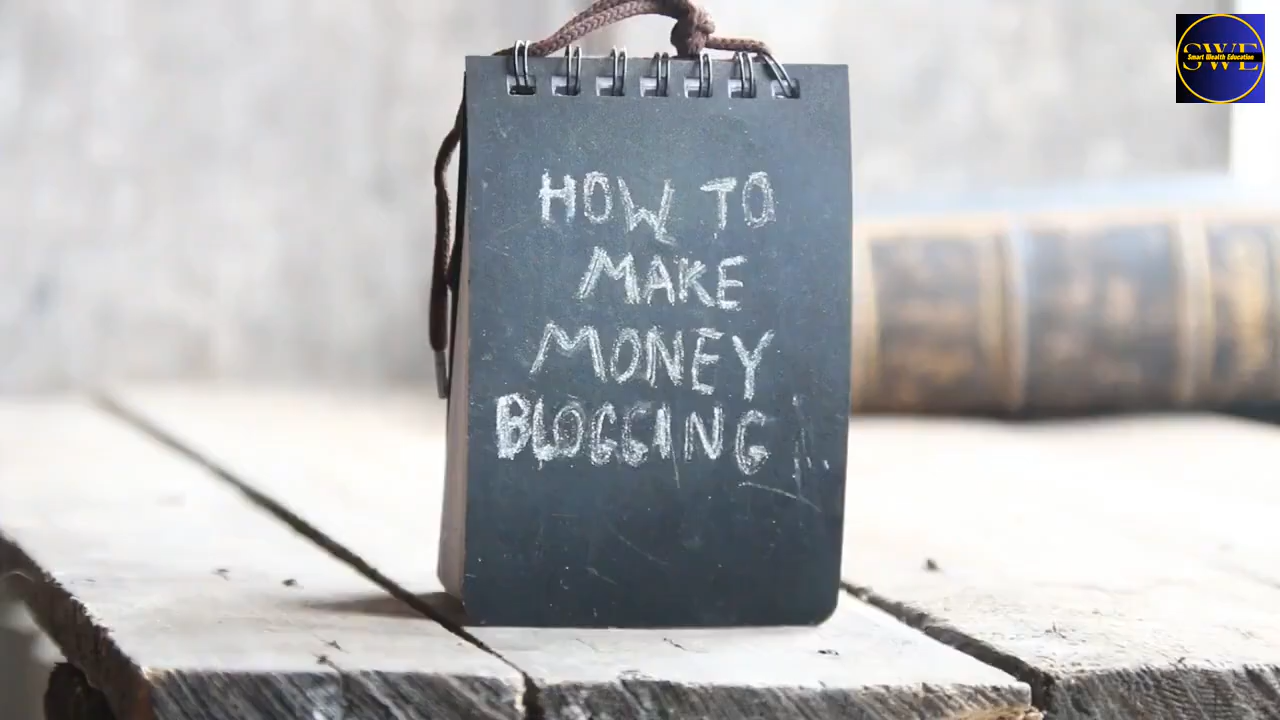 HOW TO
MAKE
MONEY
BLOGGING
SWE
Smart Wealth Education